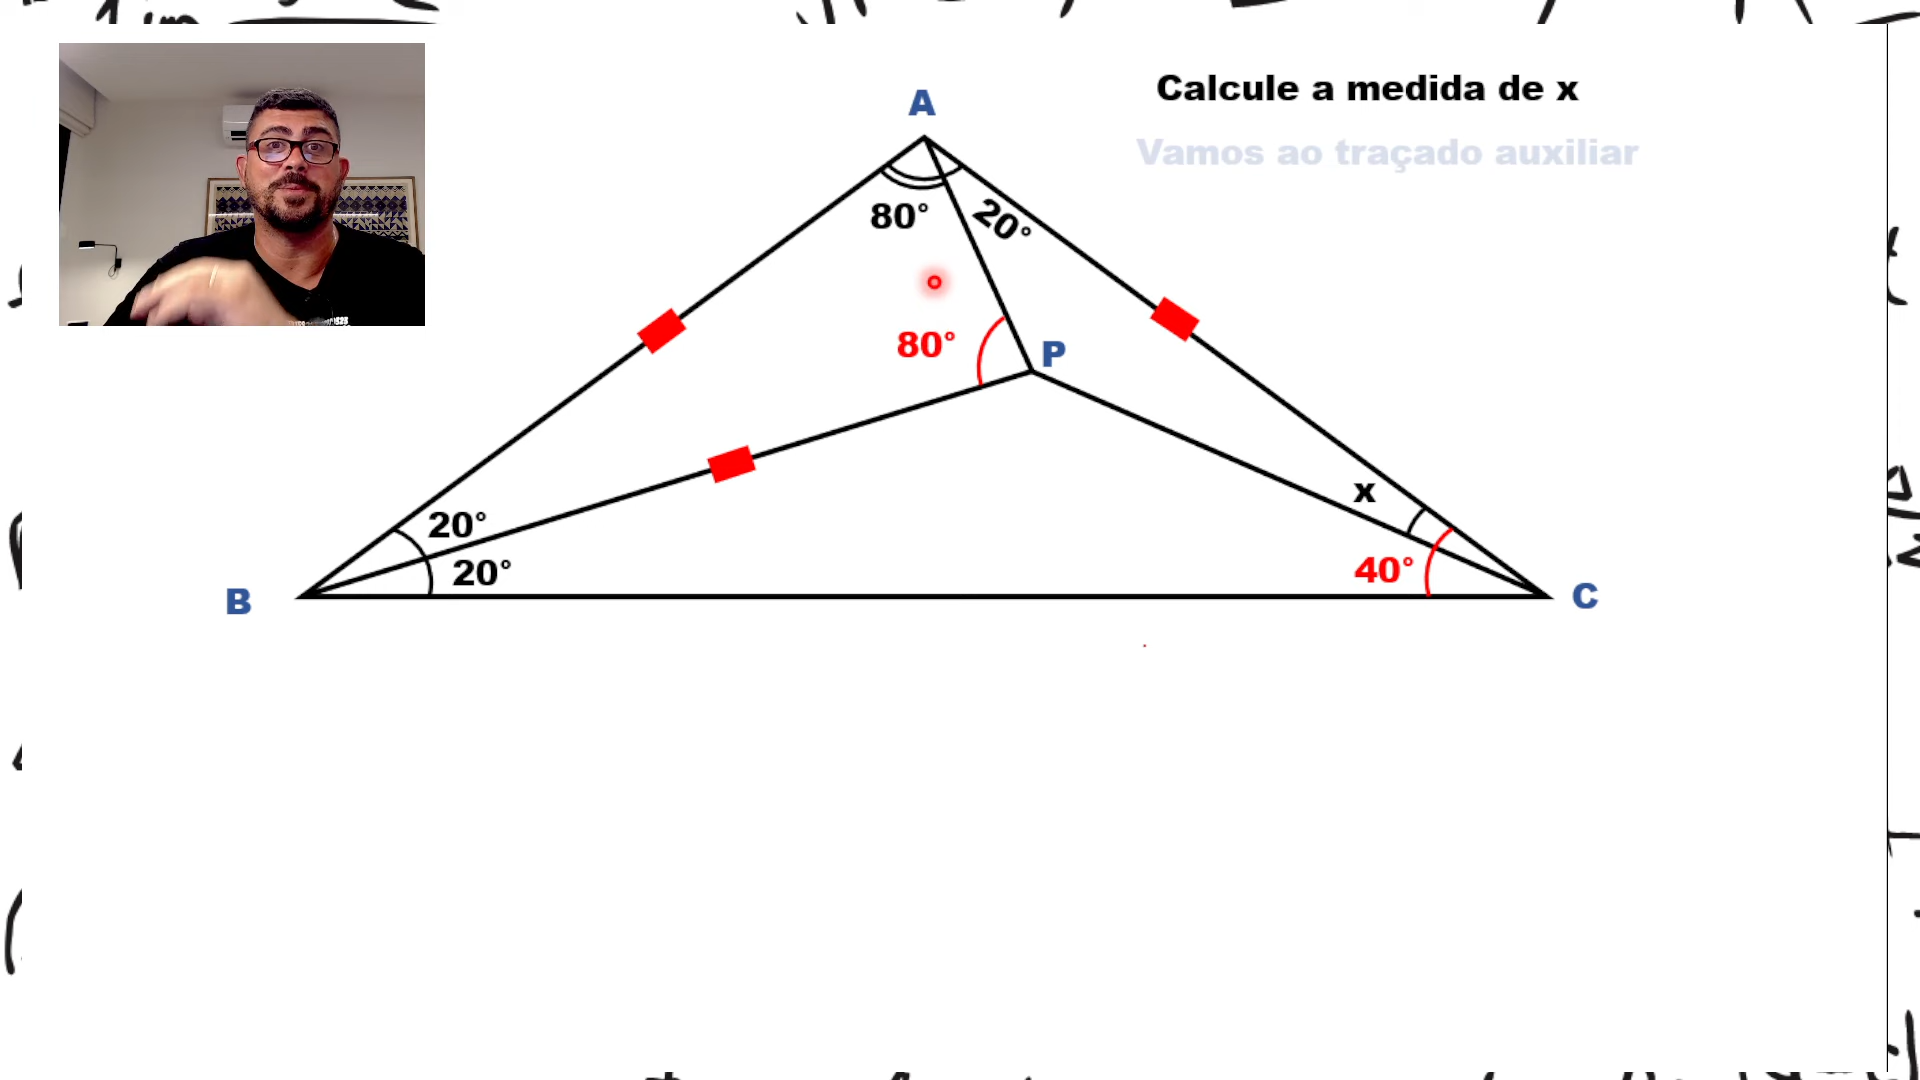 Calcule a medida de x
Vamos ao traçado auxiliar
A
80°
20°
80°
P
x
20°
20°
40°
B
C